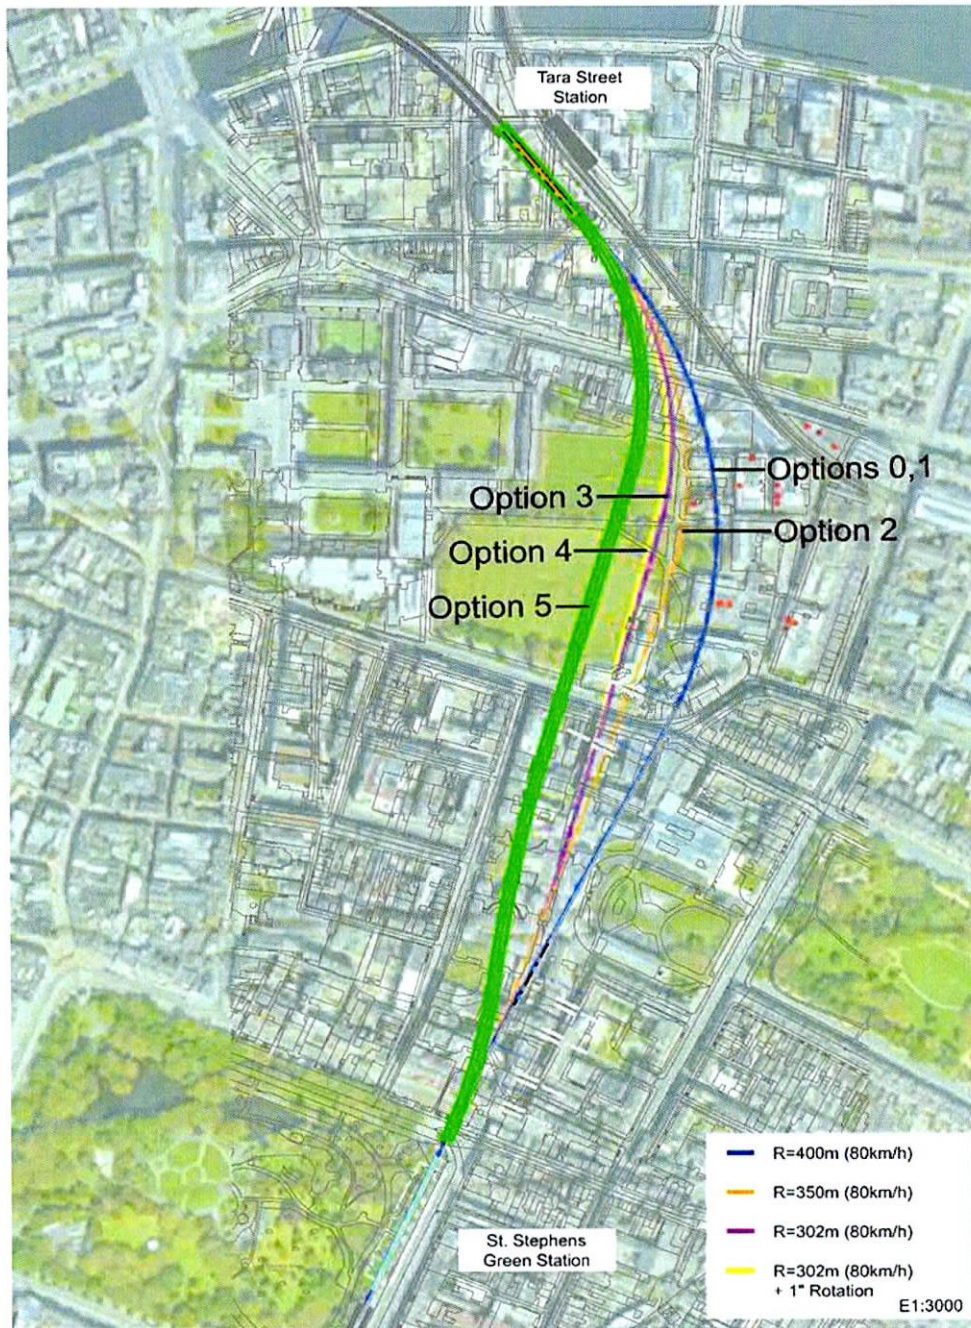 Tara Street
Station
Options 0,1
Option 3
Option 2
Option 4
Option 5
St. Stephens
Green Station
R=400m (80km/h)
R=350m (80km/h)
R=302m (80km/h)
R=302m (80km/h)
+ 1° Rotation
E1:3000